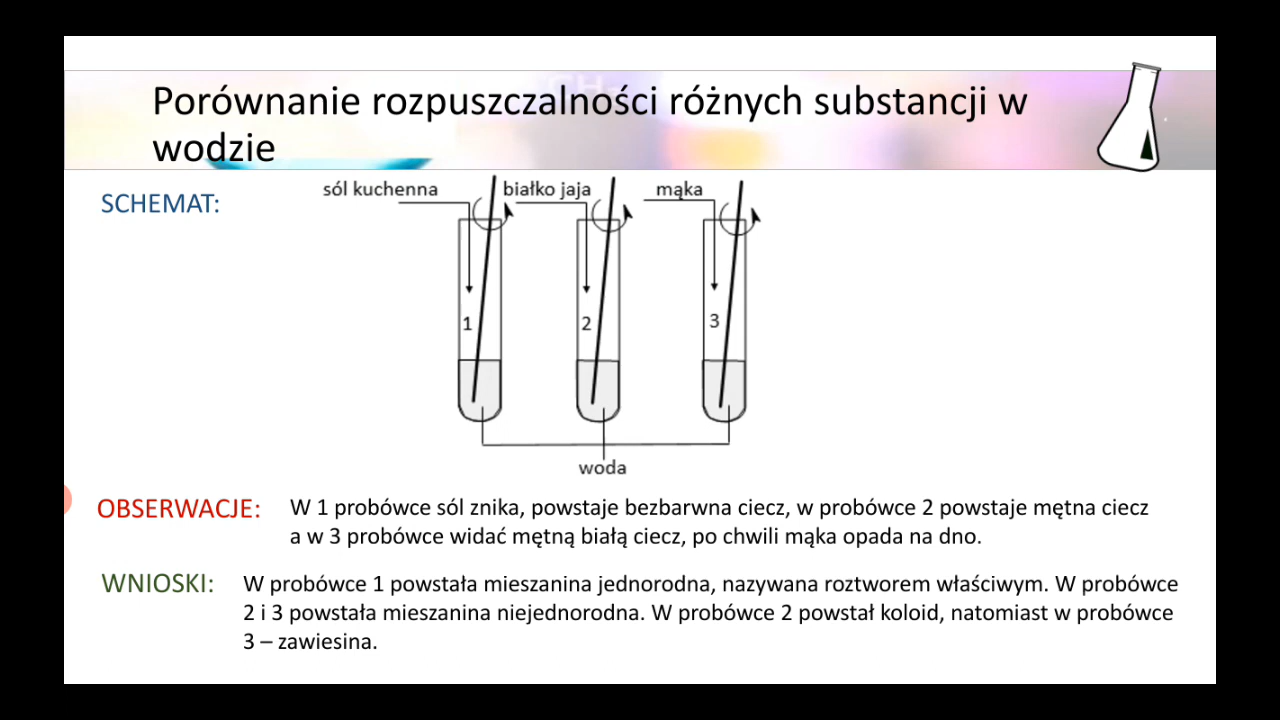 Porównanie rozpuszczalności różnych substancji w
wodzie
SCHEMAT:
sól kuchenna
białko jaja
mąka
1
2
3
woda
OBSERWACJE:
W 1 probówce sól znika, powstaje bezbarwna ciecz, w probówce 2 powstaje mętna ciecz
a w 3 probówce widać mętną białą ciecz, po chwili mąka opada na dno.
WNIOSKI:
W probówce 1 powstała mieszanina jednorodna, nazywana roztworem właściwym. W probówce
2 i 3 powstała mieszanina niejednorodna. W probówce 2 powstał koloid, natomiast w probówce
3 – zawiesina.